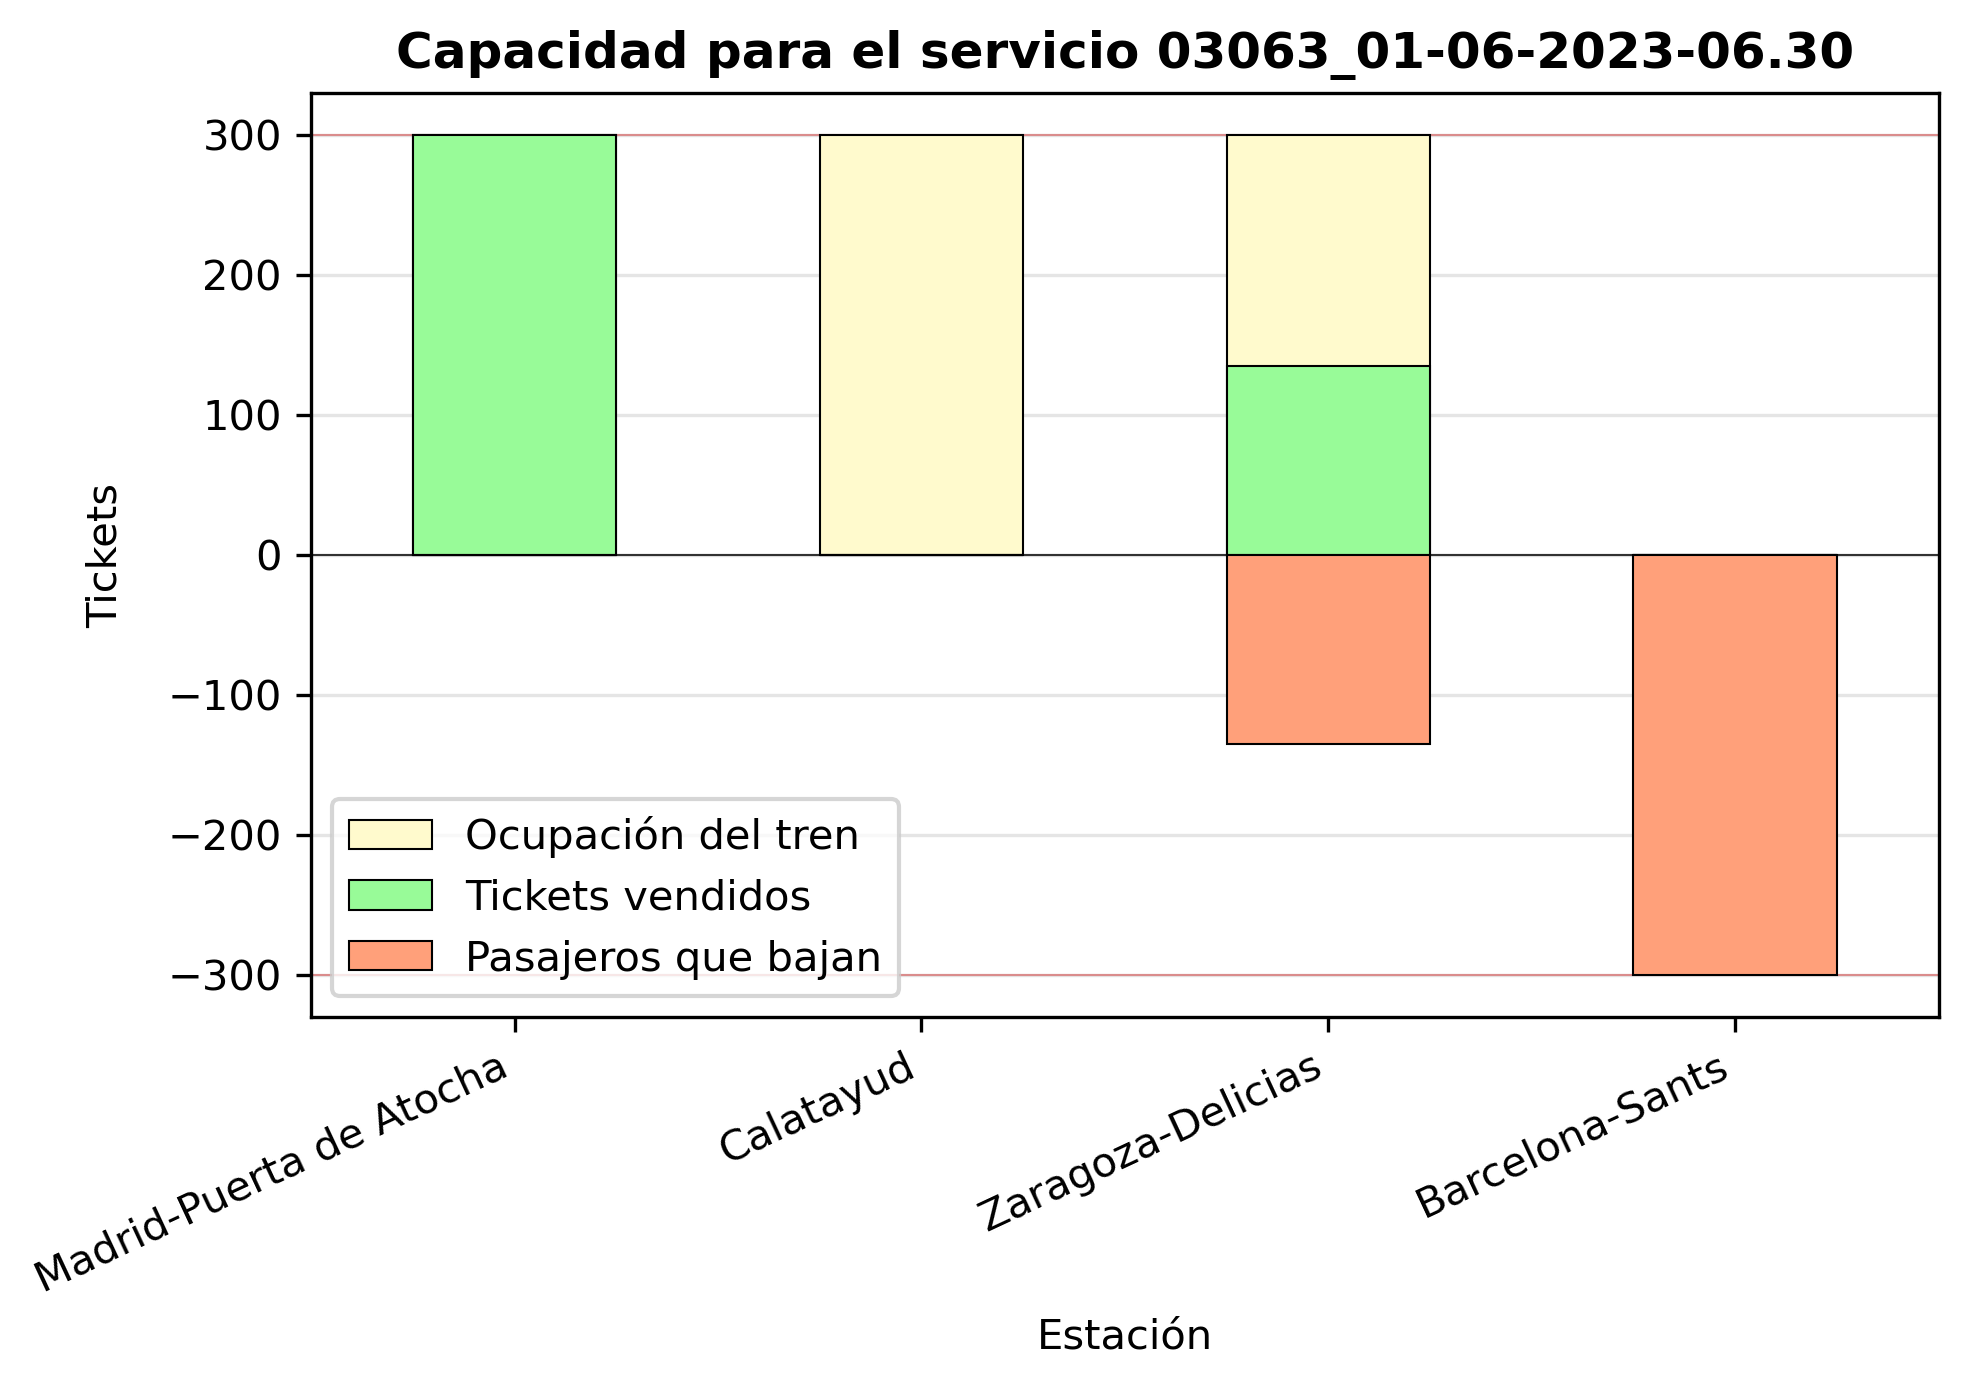 Capacidad para el servicio 03063_01-06-2023-06.30
300
200
100
0
−100
−200
−300
Tickets
Ocupación del tren
Tickets vendidos
Pasajeros que bajan
Madrid-Puerta de Atocha
Calatayud
Zaragoza-Delicias
Barcelona-Sants
Estación